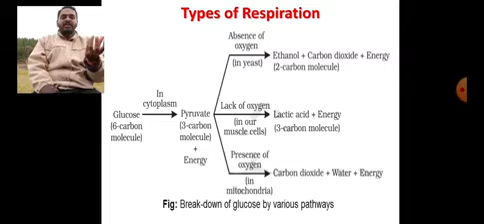 Types of Respiration
Absence of
oxygen
(in yeast)
Ethanol + Carbon dioxide + Energy
(2-carbon molecule)
In
cytoplasm
Glucose
(6-carbon
molecule)
Pyruvate
(3-carbon
molecule)
+
Energy
Lack of oxygen
(in our
muscle cells)
Lactic acid + Energy
(3-carbon molecule)
Presence of
oxygen
(in
mitochondria)
Carbon dioxide + Water + Energy
Fig: Break-down of glucose by various pathways